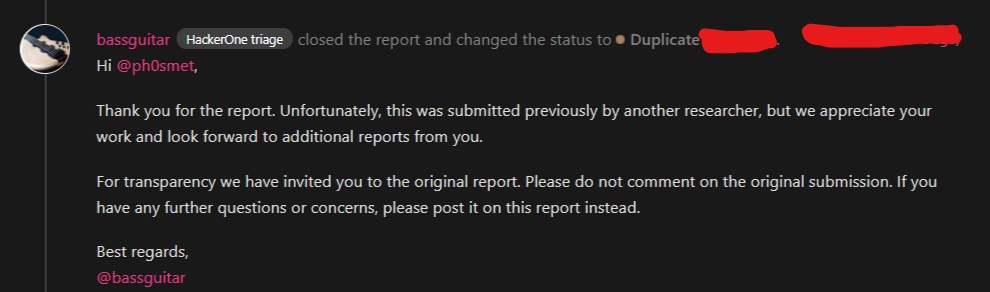 bassguitar HackerOne triage closed the report and changed the status to Duplicate
Hi @ph0smet,
Thank you for the report. Unfortunately, this was submitted previously by another researcher, but we appreciate your
work and look forward to additional reports from you.
For transparency we have invited you to the original report. Please do not comment on the original submission. If you
have any further questions or concerns, please post it on this report instead.
Best regards,
@bassguitar